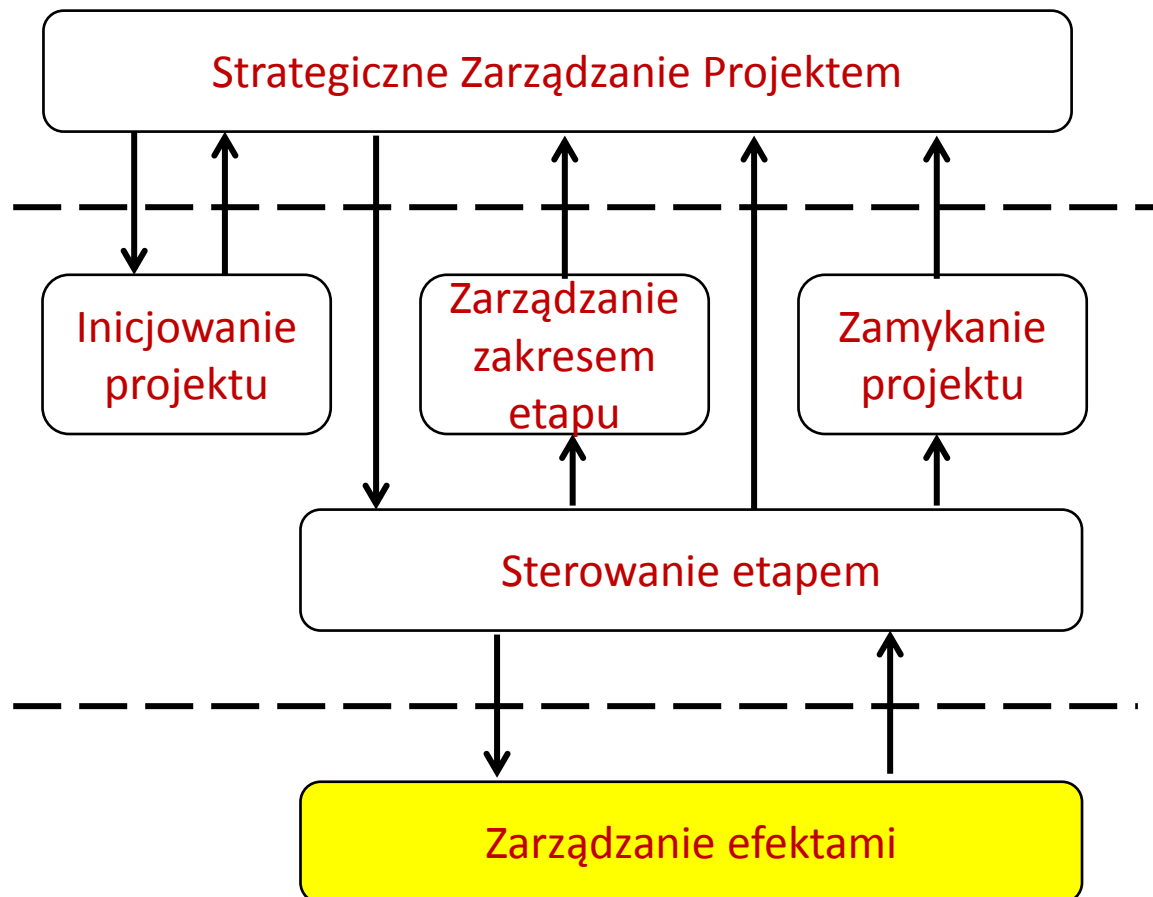 Strategiczne Zarządzanie Projektem
Inicjowanie
projektu
Zarządzanie
zakresem
etapu
Zamykanie
projektu
Sterowanie etapem
Zarządzanie efektami